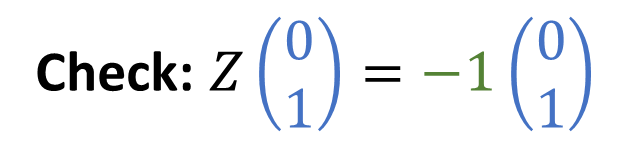 Check: Z (0 1) = −1 (0 1)